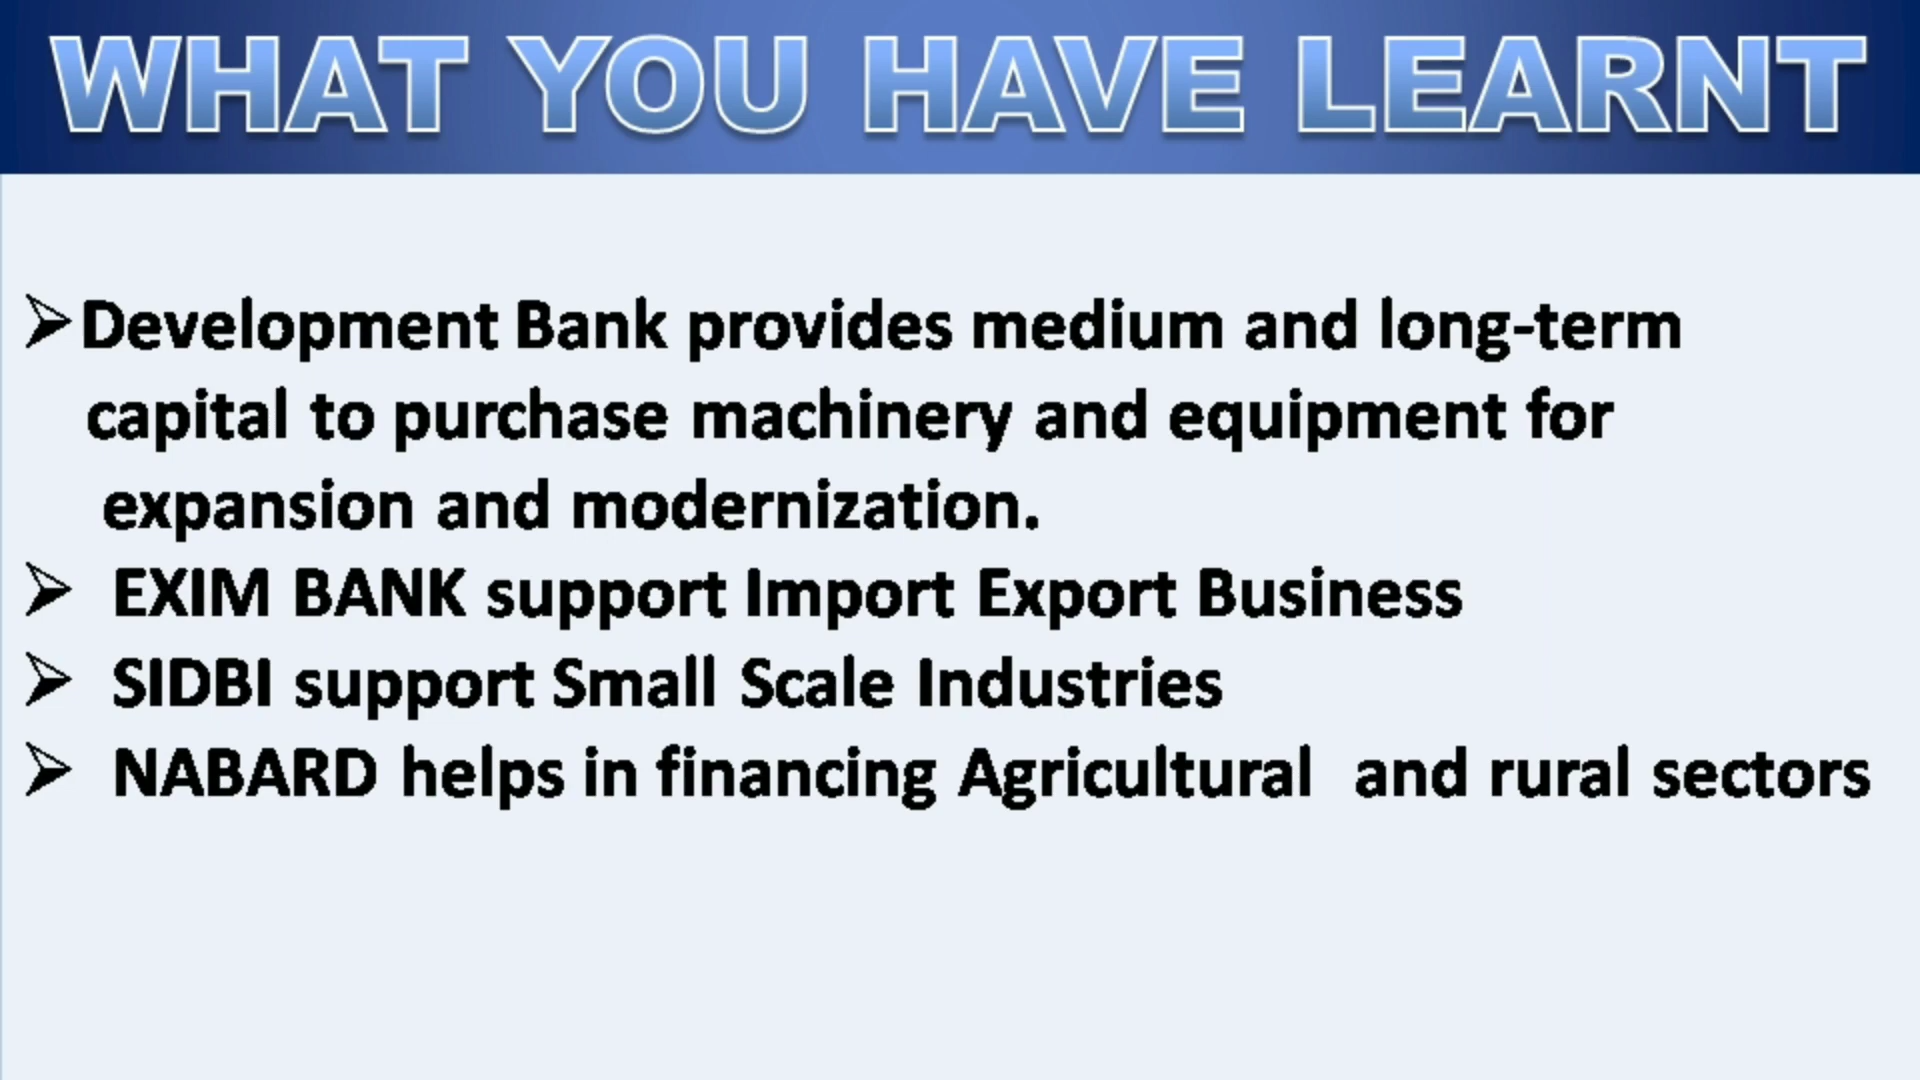 WHAT YOU HAVE LEARNT
➢Development Bank provides medium and long-term
capital to purchase machinery and equipment for
expansion and modernization.
➢ EXIM BANK support Import Export Business
➢ SIDBI support Small Scale Industries
➢ NABARD helps in financing Agricultural and rural sectors